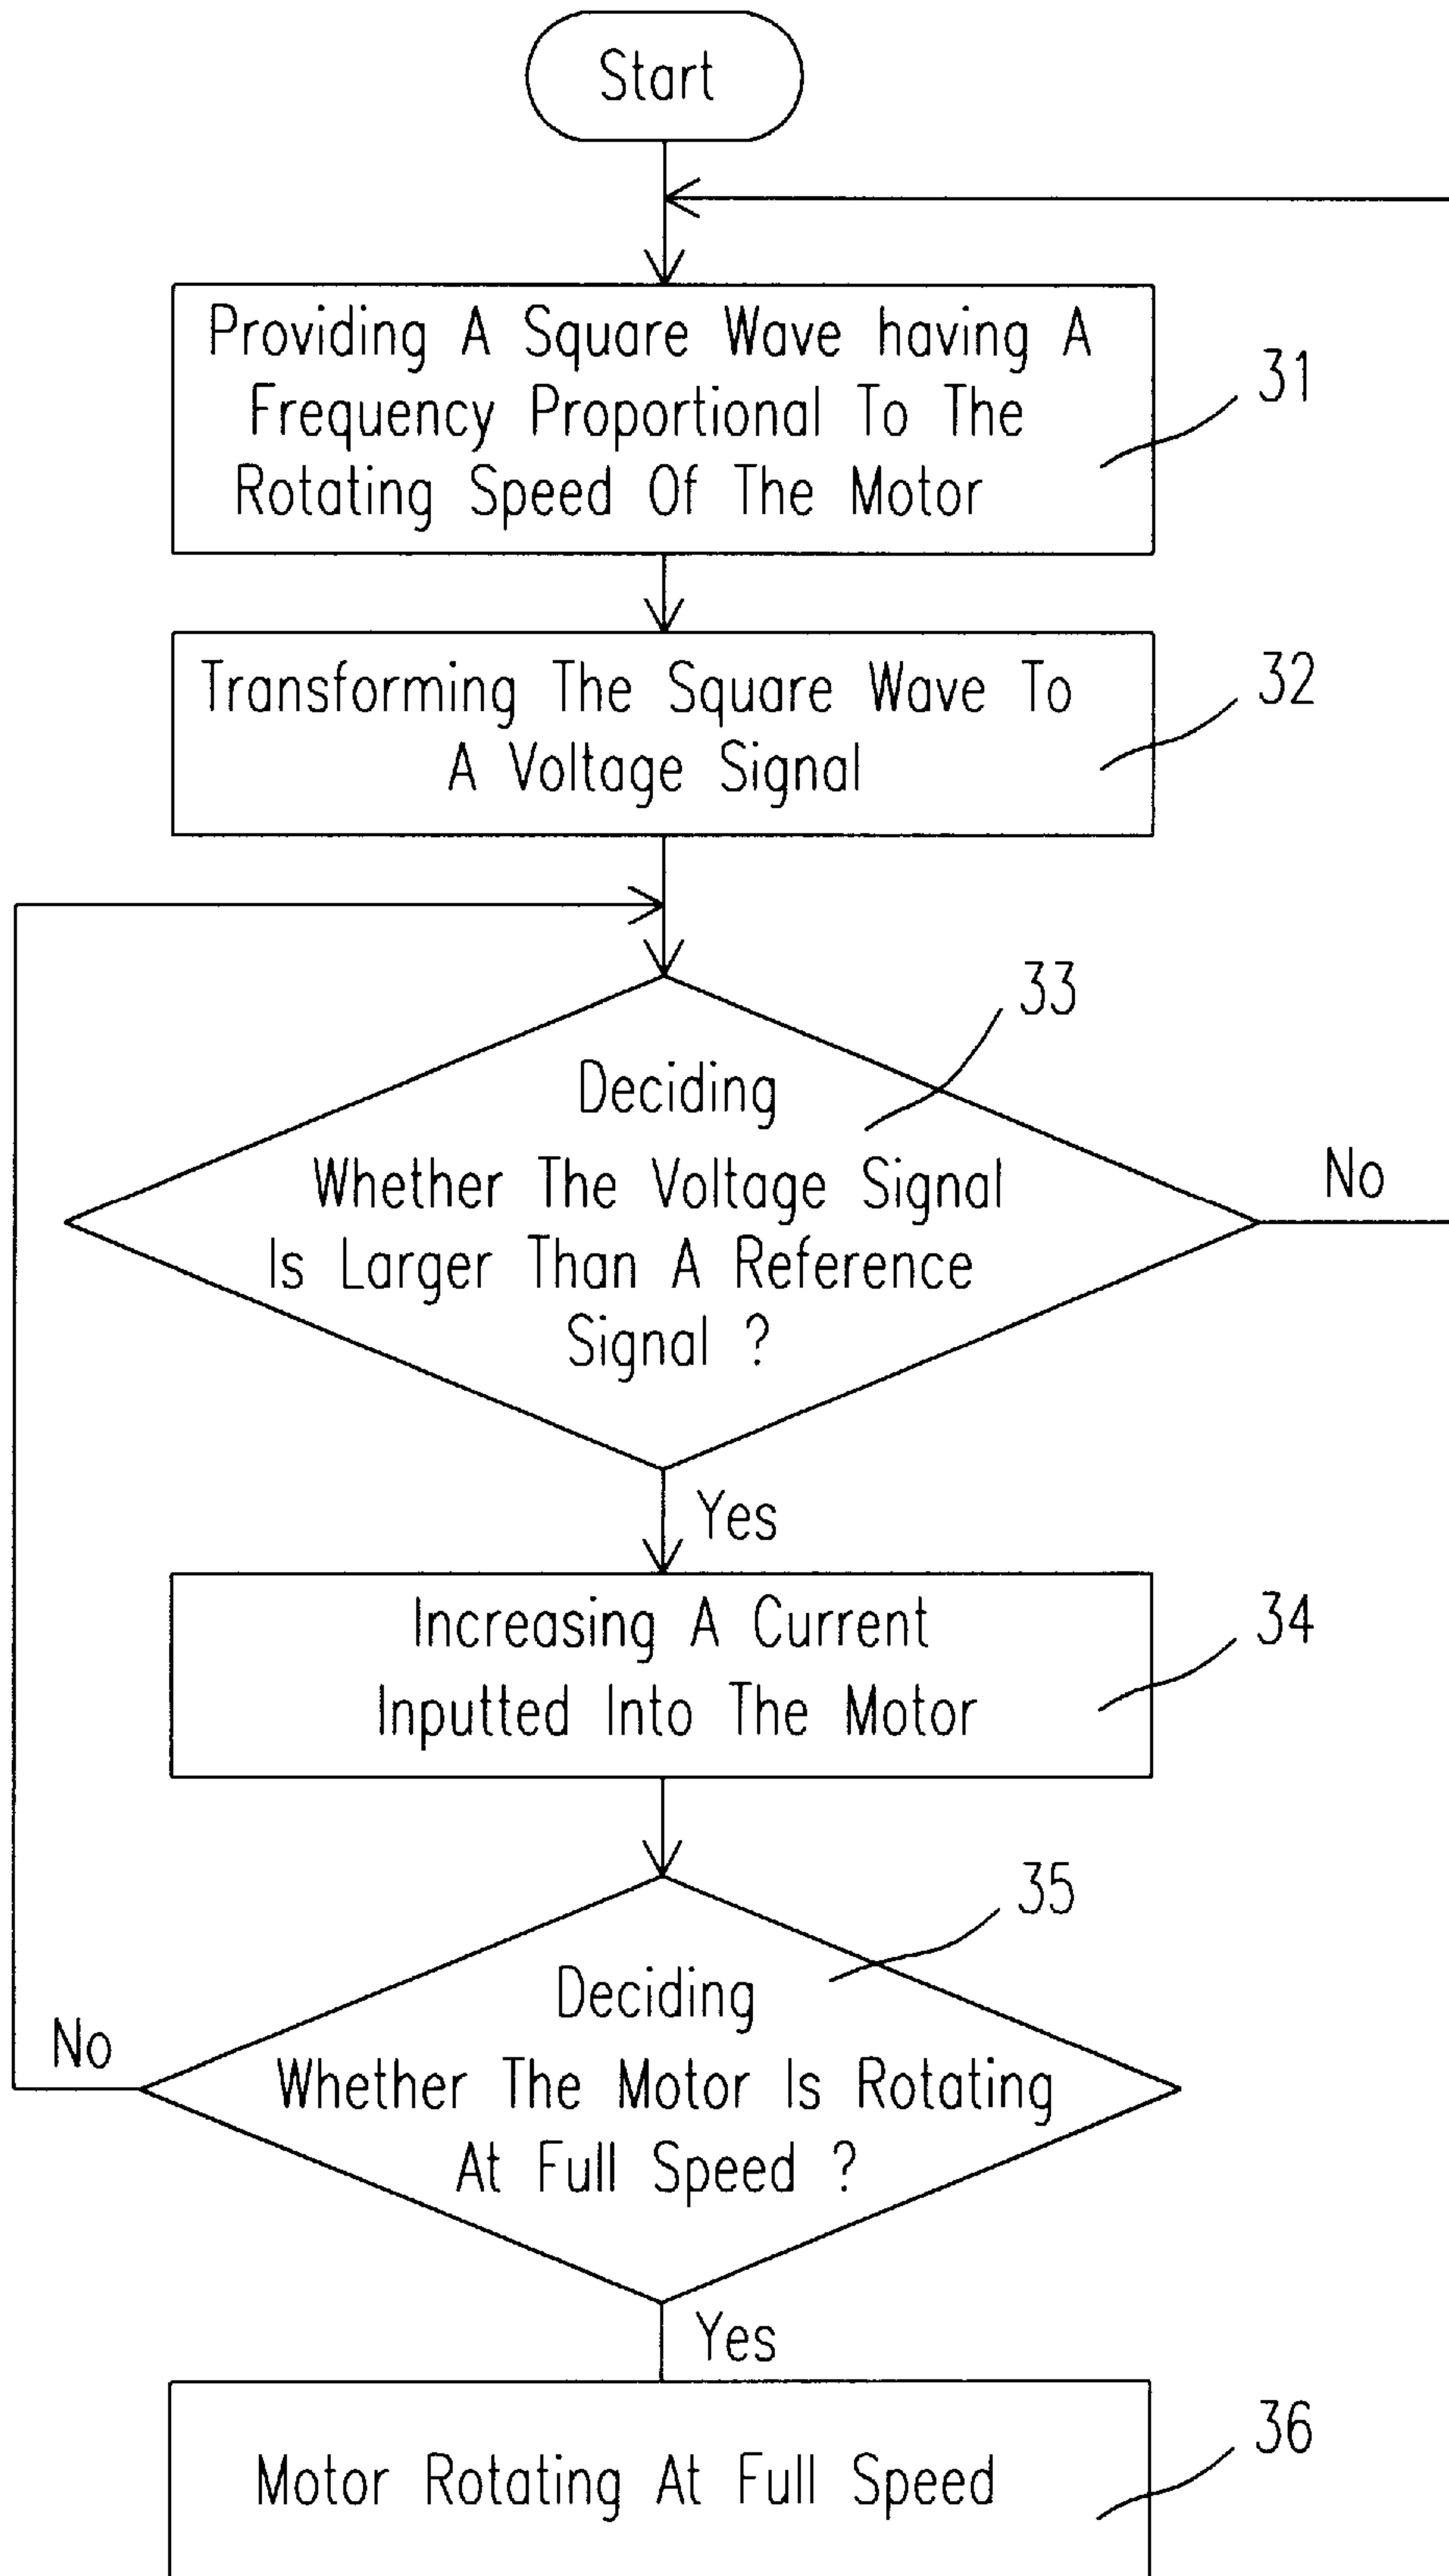 Start
Providing A Square Wave having A
Frequency Proportional To The
Rotating Speed Of The Motor
31
Transforming The Square Wave To
A Voltage Signal
32
33
Deciding
Whether The Voltage Signal
Is Larger Than A Reference
Signal ?
No
Yes
Increasing A Current
Inputted Into The Motor
34
35
Deciding
Whether The Motor Is Rotating
At Full Speed ?
No
Yes
Motor Rotating At Full Speed
36